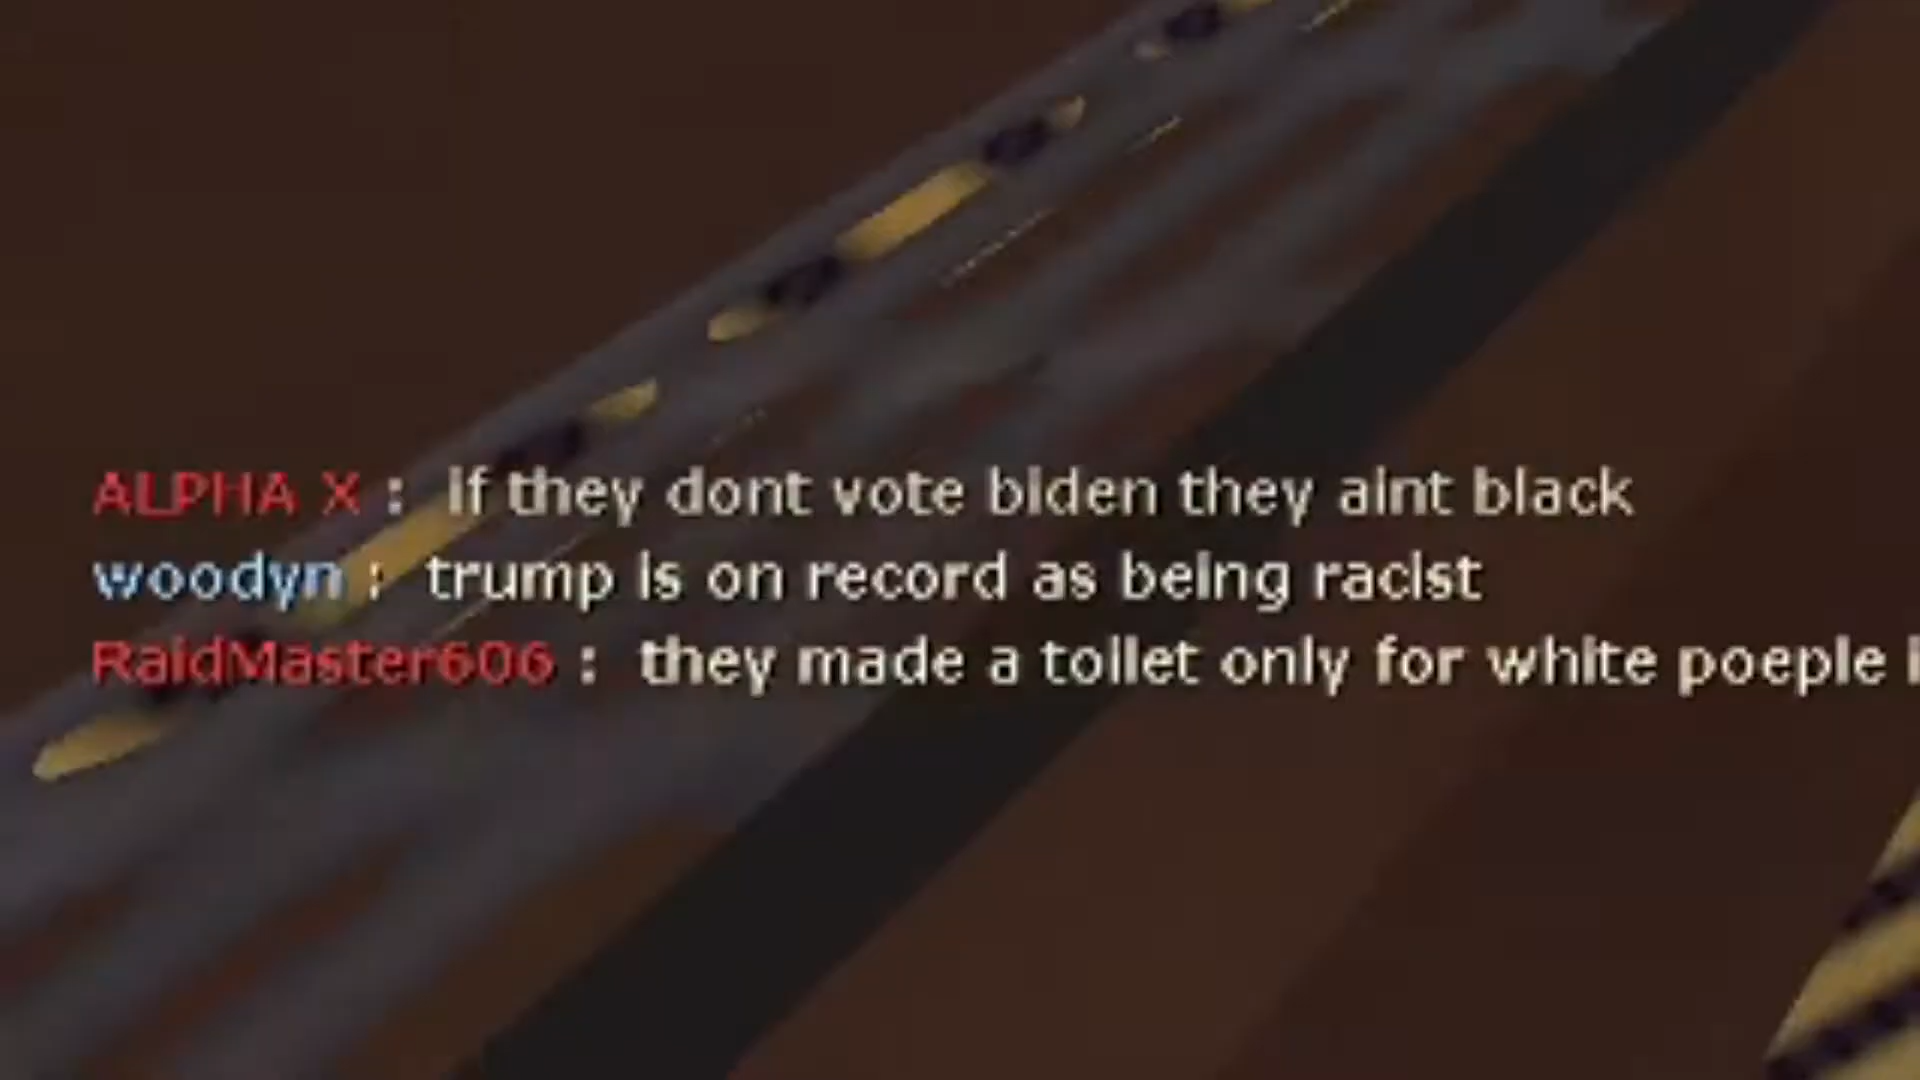 ALPHA X :  if they dont vote biden they aint black
woodyn :  trump is on record as being racist
RaidMaster606 :  they made a toilet only for white poeple